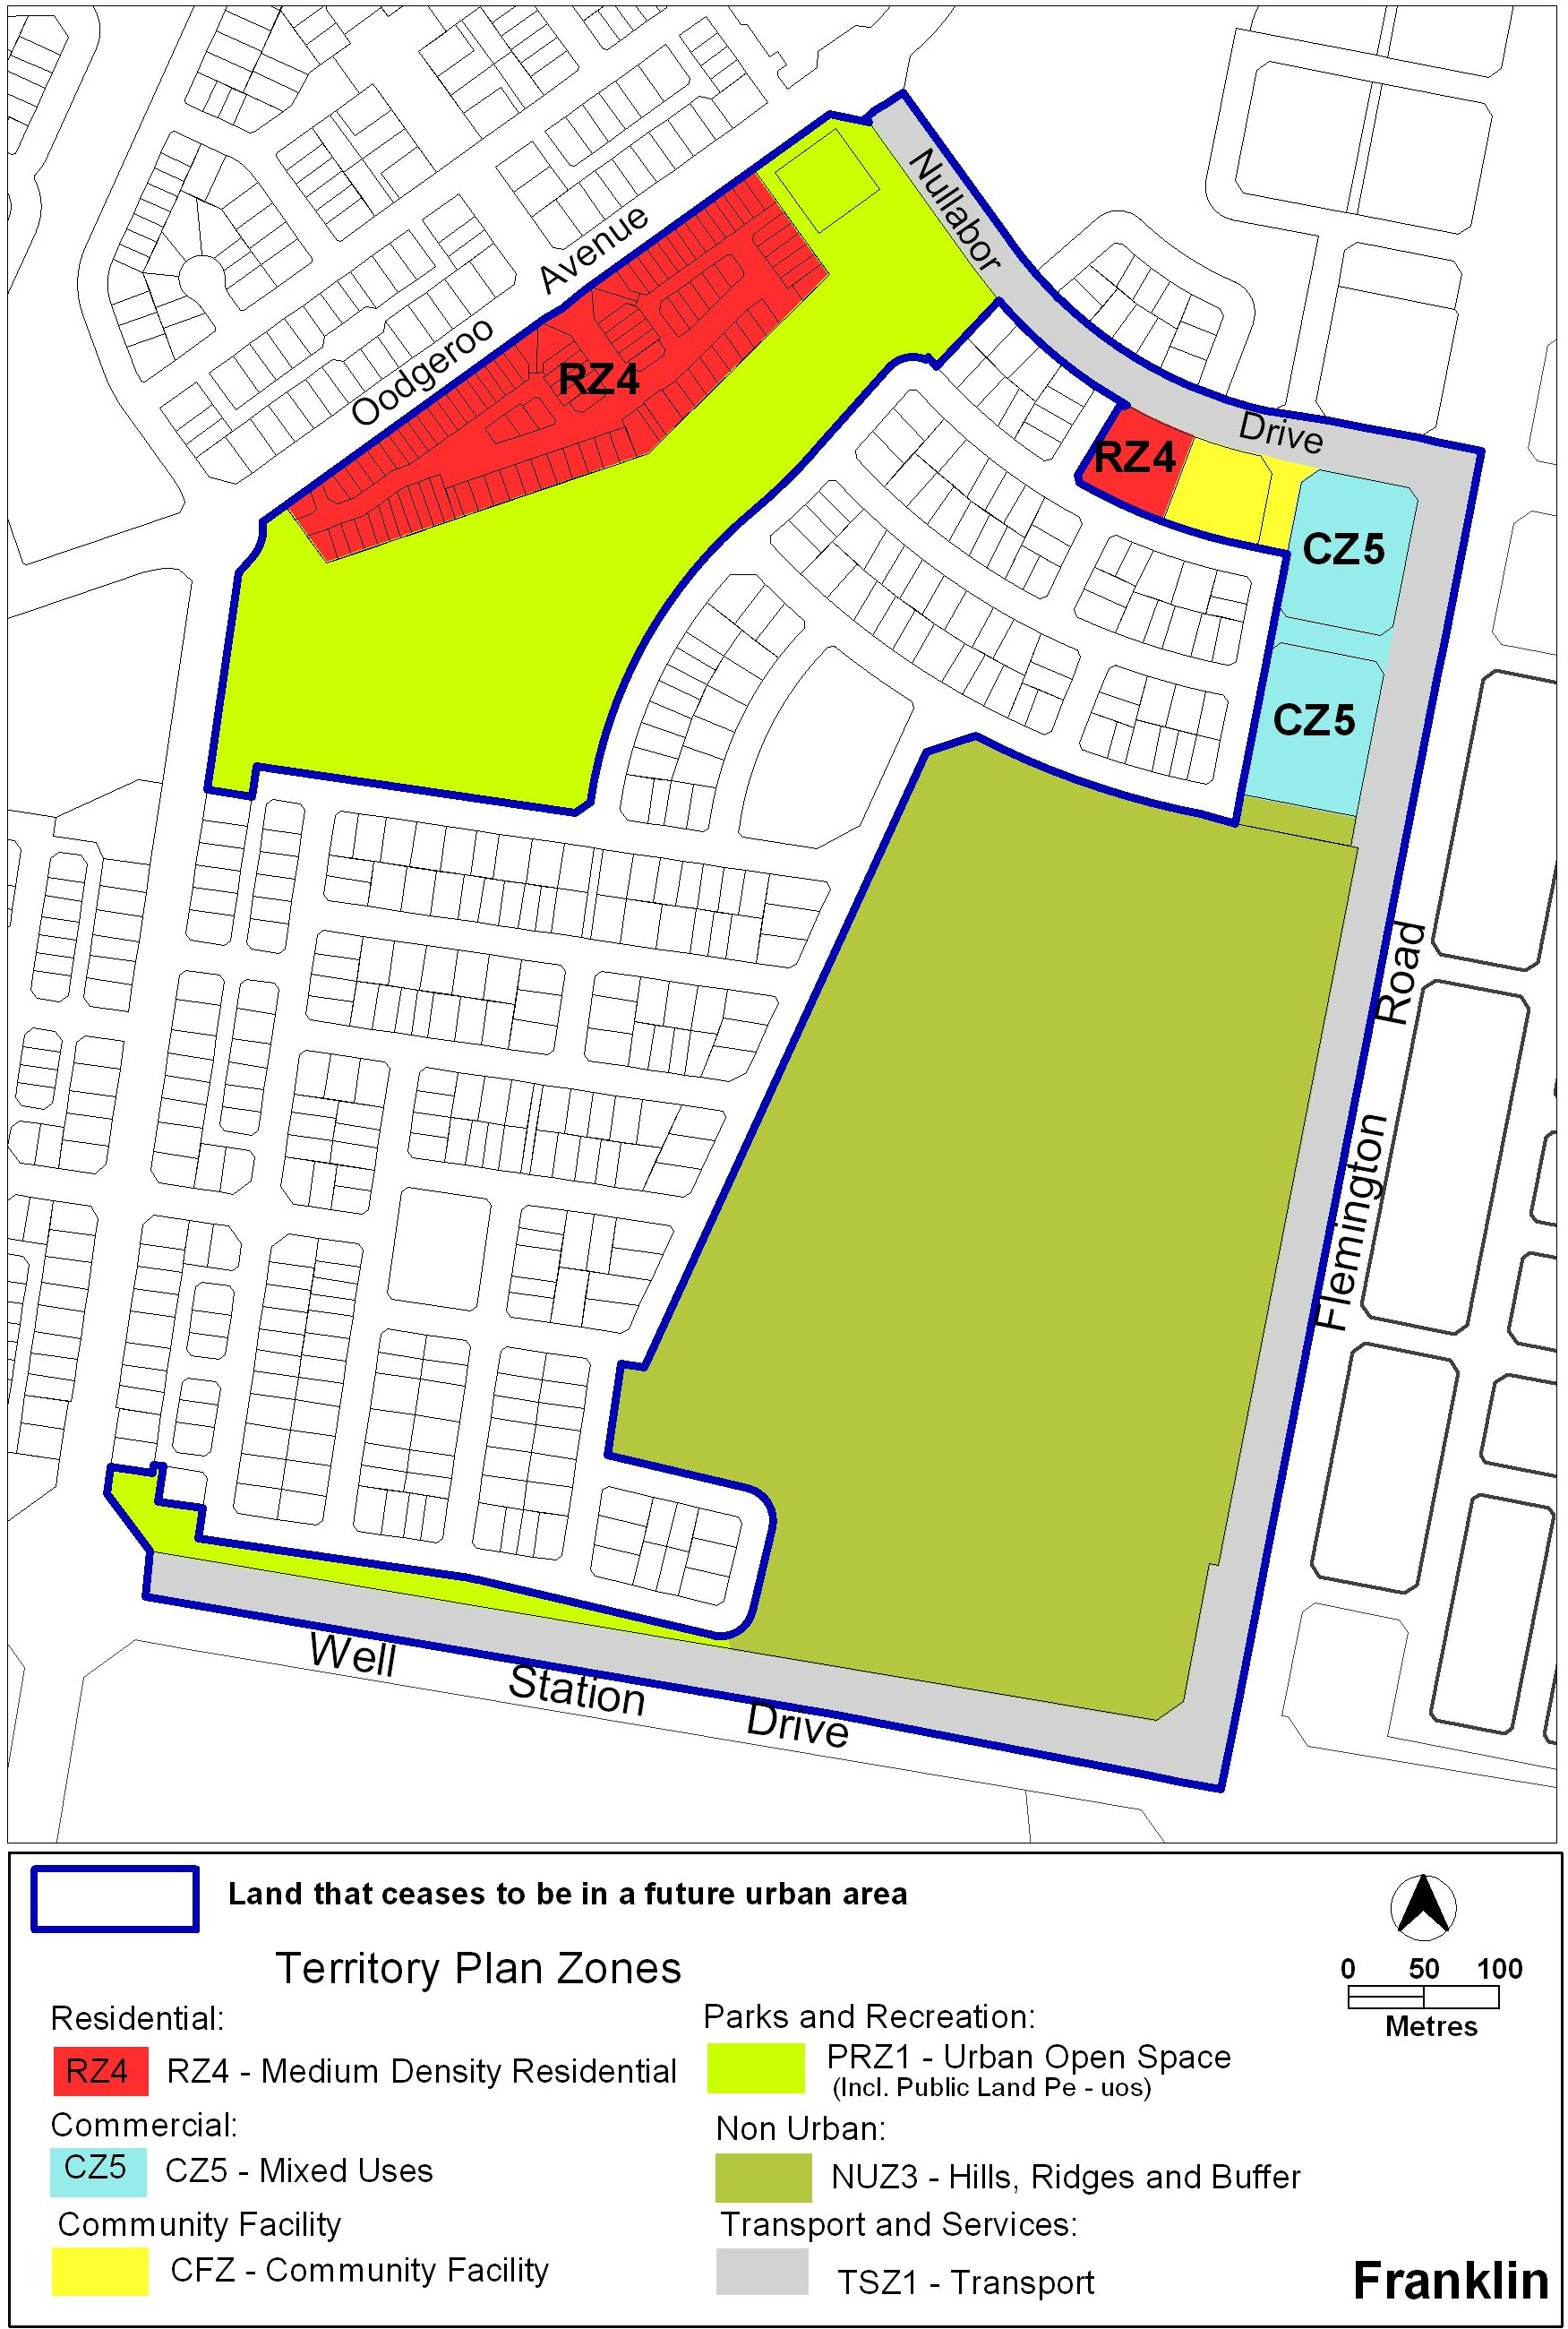 Nullabor
Avenue
Oodgeroo
RZ4
Drive
RZ4
CZ5
CZ5
Road
Flemington
Well
Station
Drive
Land that ceases to be in a future urban area
Territory Plan Zones
0 50 100
Metres
Residential:
RZ4 RZ4 - Medium Density Residential
Commercial:
CZ5 CZ5 - Mixed Uses
Community Facility
CFZ - Community Facility
Parks and Recreation:
PRZ1 - Urban Open Space
(Incl. Public Land Pe - uos)
Non Urban:
NUZ3 - Hills, Ridges and Buffer
Transport and Services:
TSZ1 - Transport
Franklin